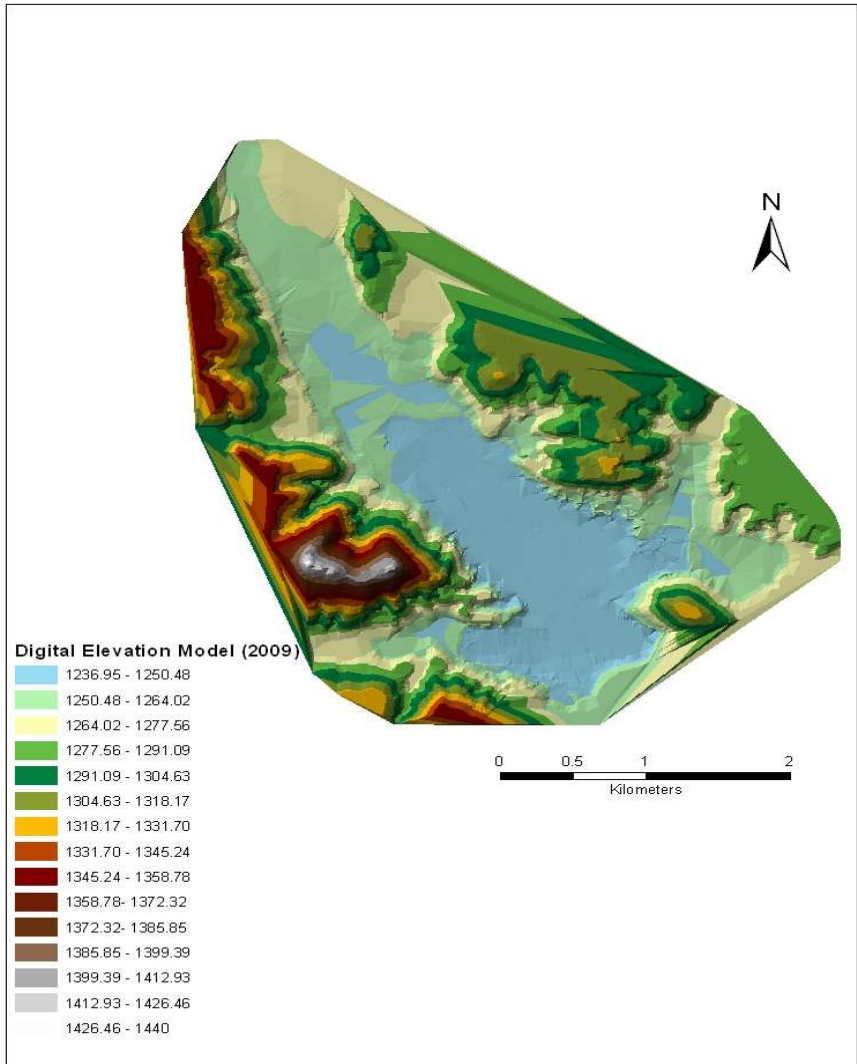 N
Digital Elevation Model (2009)
1236.95 - 1250.48
1250.48 - 1264.02
1264.02 - 1277.56
1277.56 - 1291.09
1291.09 - 1304.63
1304.63 - 1318.17
1318.17 - 1331.70
1331.70 - 1345.24
1345.24 - 1358.78
1358.78- 1372.32
1372.32- 1385.85
1385.85 - 1399.39
1399.39 - 1412.93
1412.93 - 1426.46
1426.46 - 1440
0 0.5 1 2
Kilometers